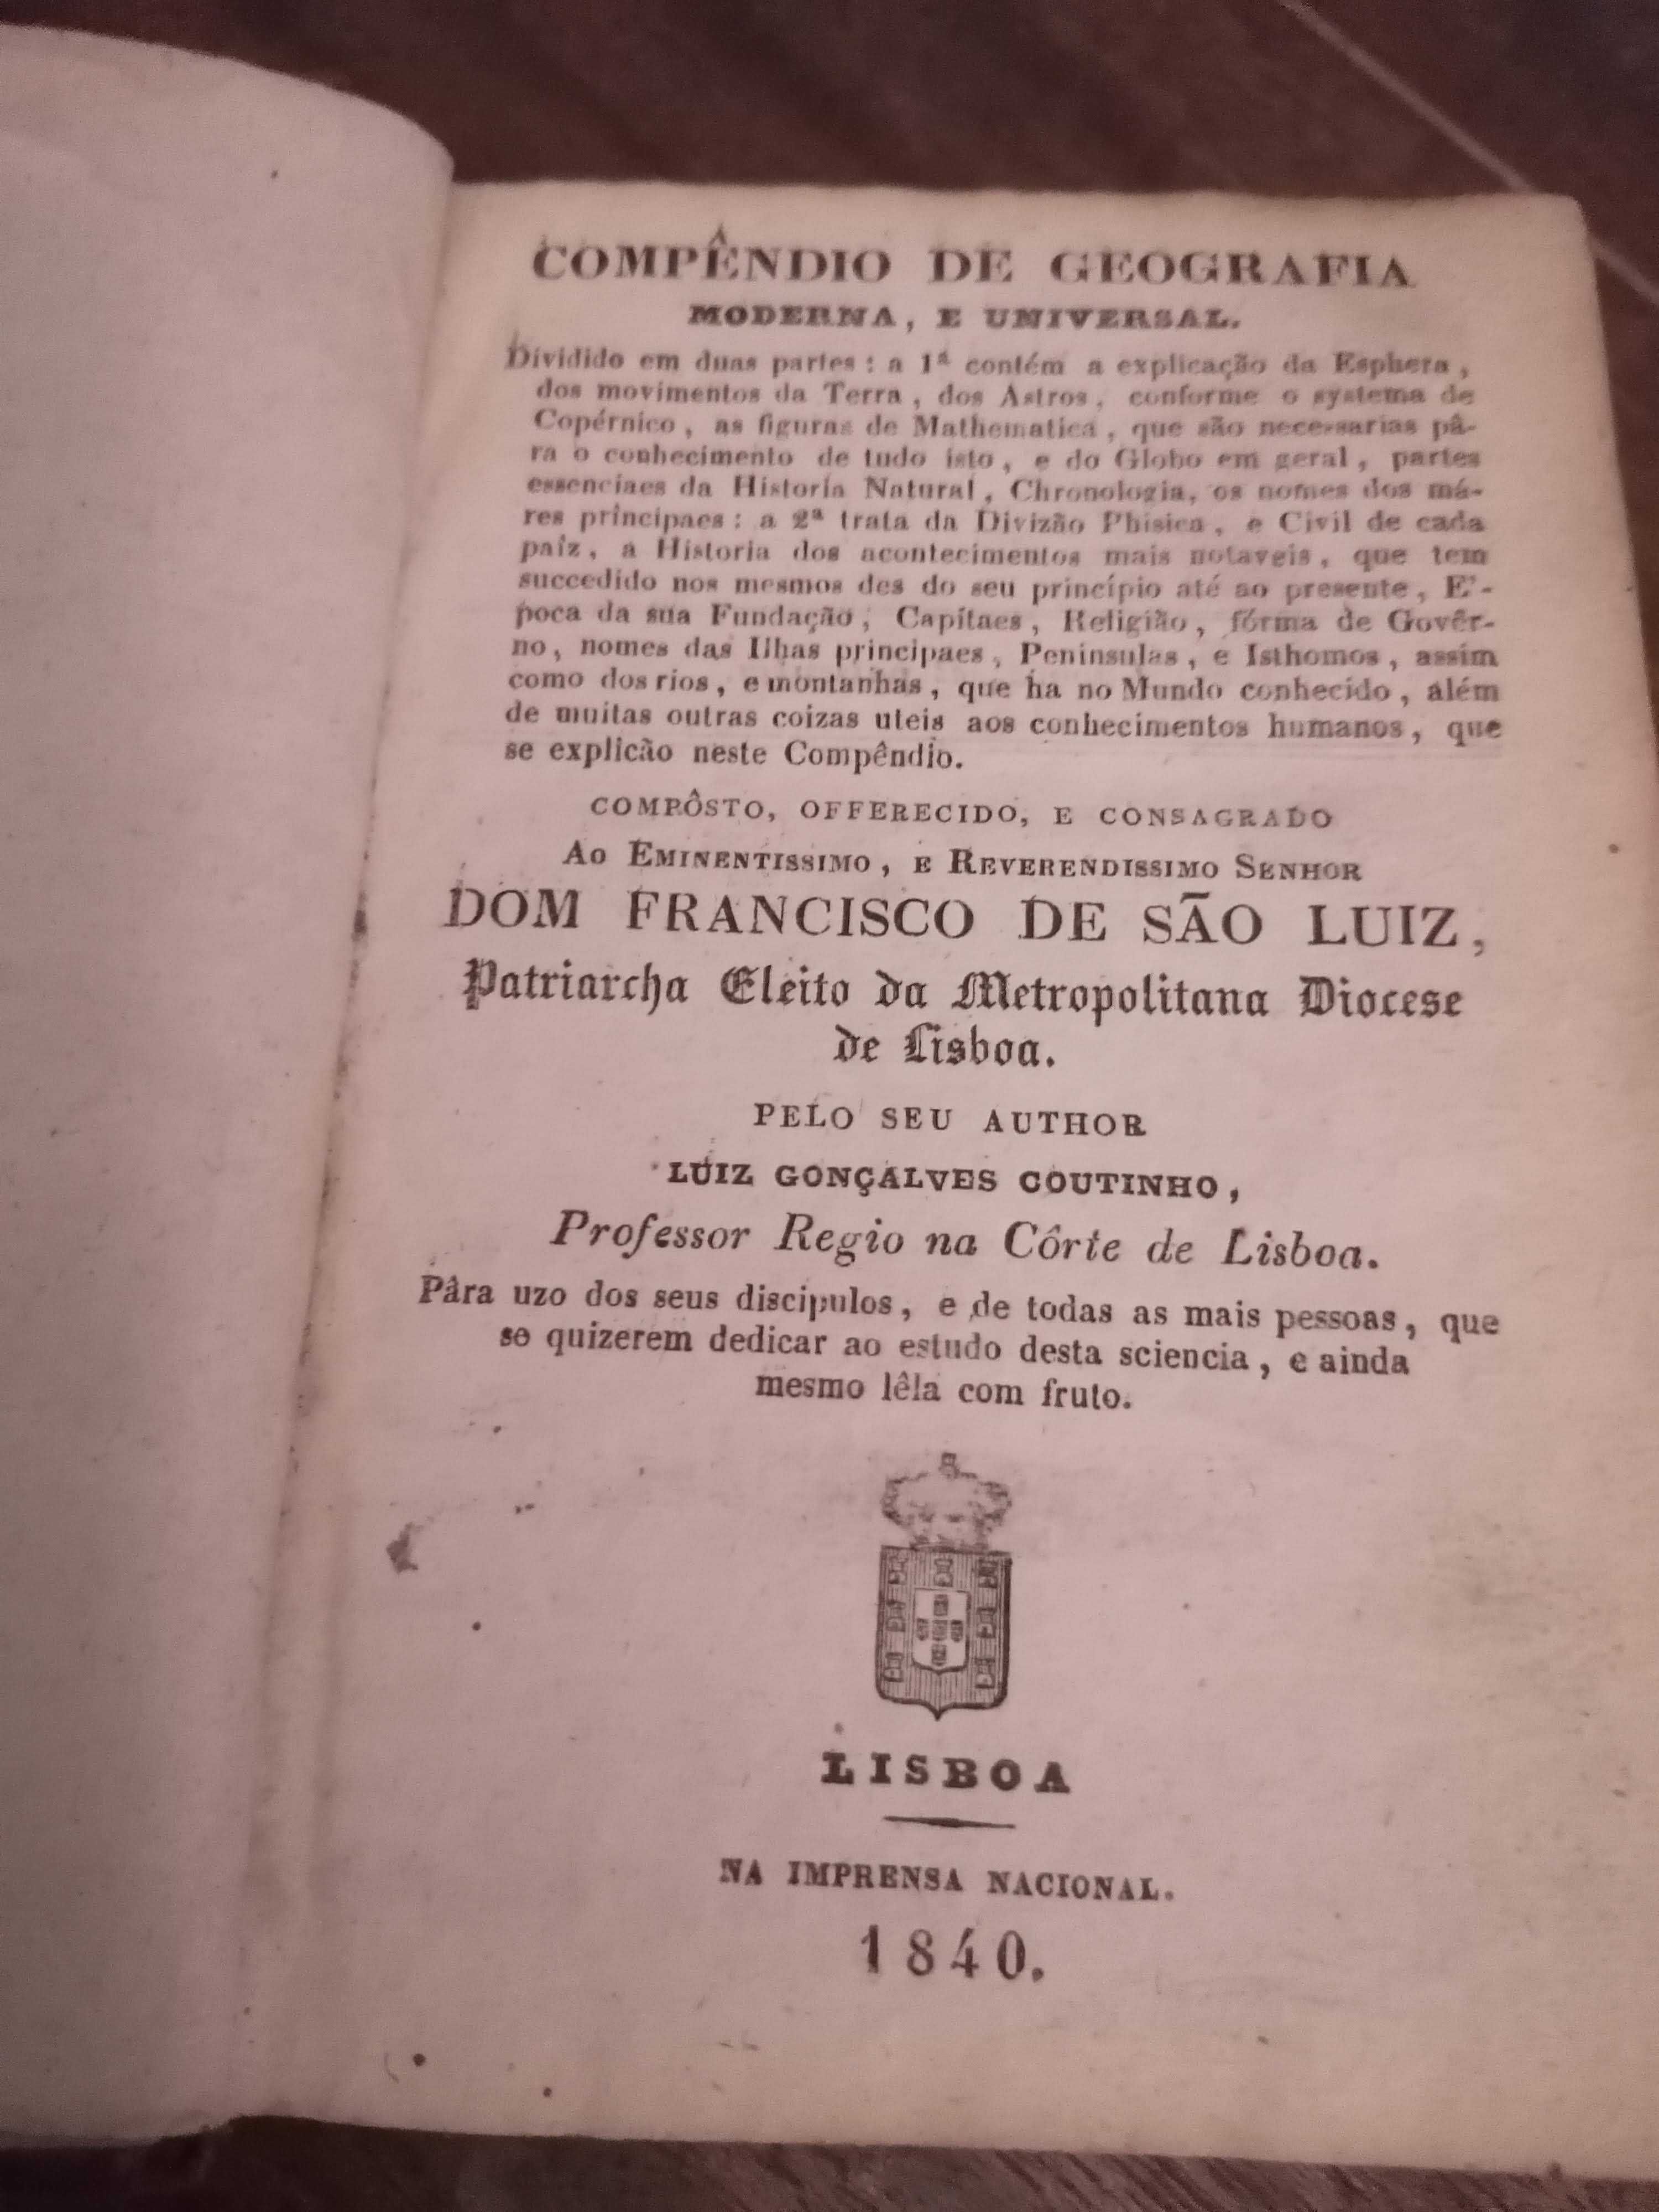 COMPÊNDIO DE GEOGRAFIA
MODERNA, E UNIVERSAL.
Dividido em duas partes: a 1ª contém a explicação da Esphera,
dos movimentos da Terra, dos Astros, conforme o systema de
Copérnico, as figuras de Mathematica, que são necessarias pâ-
ra o conhecimento de tudo isto, e do Globo em geral, partes
essenciaes da Historia Natural, Chronologia, os nomes dos má-
res principaes: a 2ª trata da Divizão Phisica, e Civil de cada
paîz, a Historia dos acontecimentos mais notaveis, que tem
succedido nos mesmos des do seu princípio até ao presente, E'-
poca da sua Fundação, Capitaes, Religião, fórma de Govêr-
no, nomes das Ilhas principaes, Peninsulas, e Isthomos, assim
como dos rios, e montanhas, que ha no Mundo conhecido, além
de muitas outras coizas uteis aos conhecimentos humanos, que
se explicão neste Compêndio.
COMPÔSTO, OFFERECIDO, E CONSAGRADO
Ao EMINENTISSIMO, E REVERENDISSIMO SENHOR
DOM FRANCISCO DE SÃO LUIZ,
Patriarcha Eleito da Metropolitana Diocese
de Lisboa.
PELO SEU AUTHOR
LUIZ GONÇALVES COUTINHO,
Professor Regio na Côrte de Lisboa.
Pâra uzo dos seus discipulos, e de todas as mais pessoas, que
se quizerem dedicar ao estudo desta sciencia, e ainda
mesmo lêla com fruto.
LISBOA
NA IMPRENSA NACIONAL.
1840.